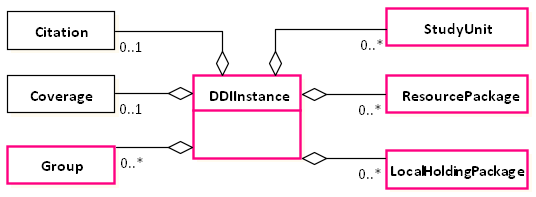 Citation
0..1
StudyUnit
0..*
Coverage
0..1
DDIInstance
ResourcePackage
0..*
Group
0..*
LocalHoldingPackage
0..*